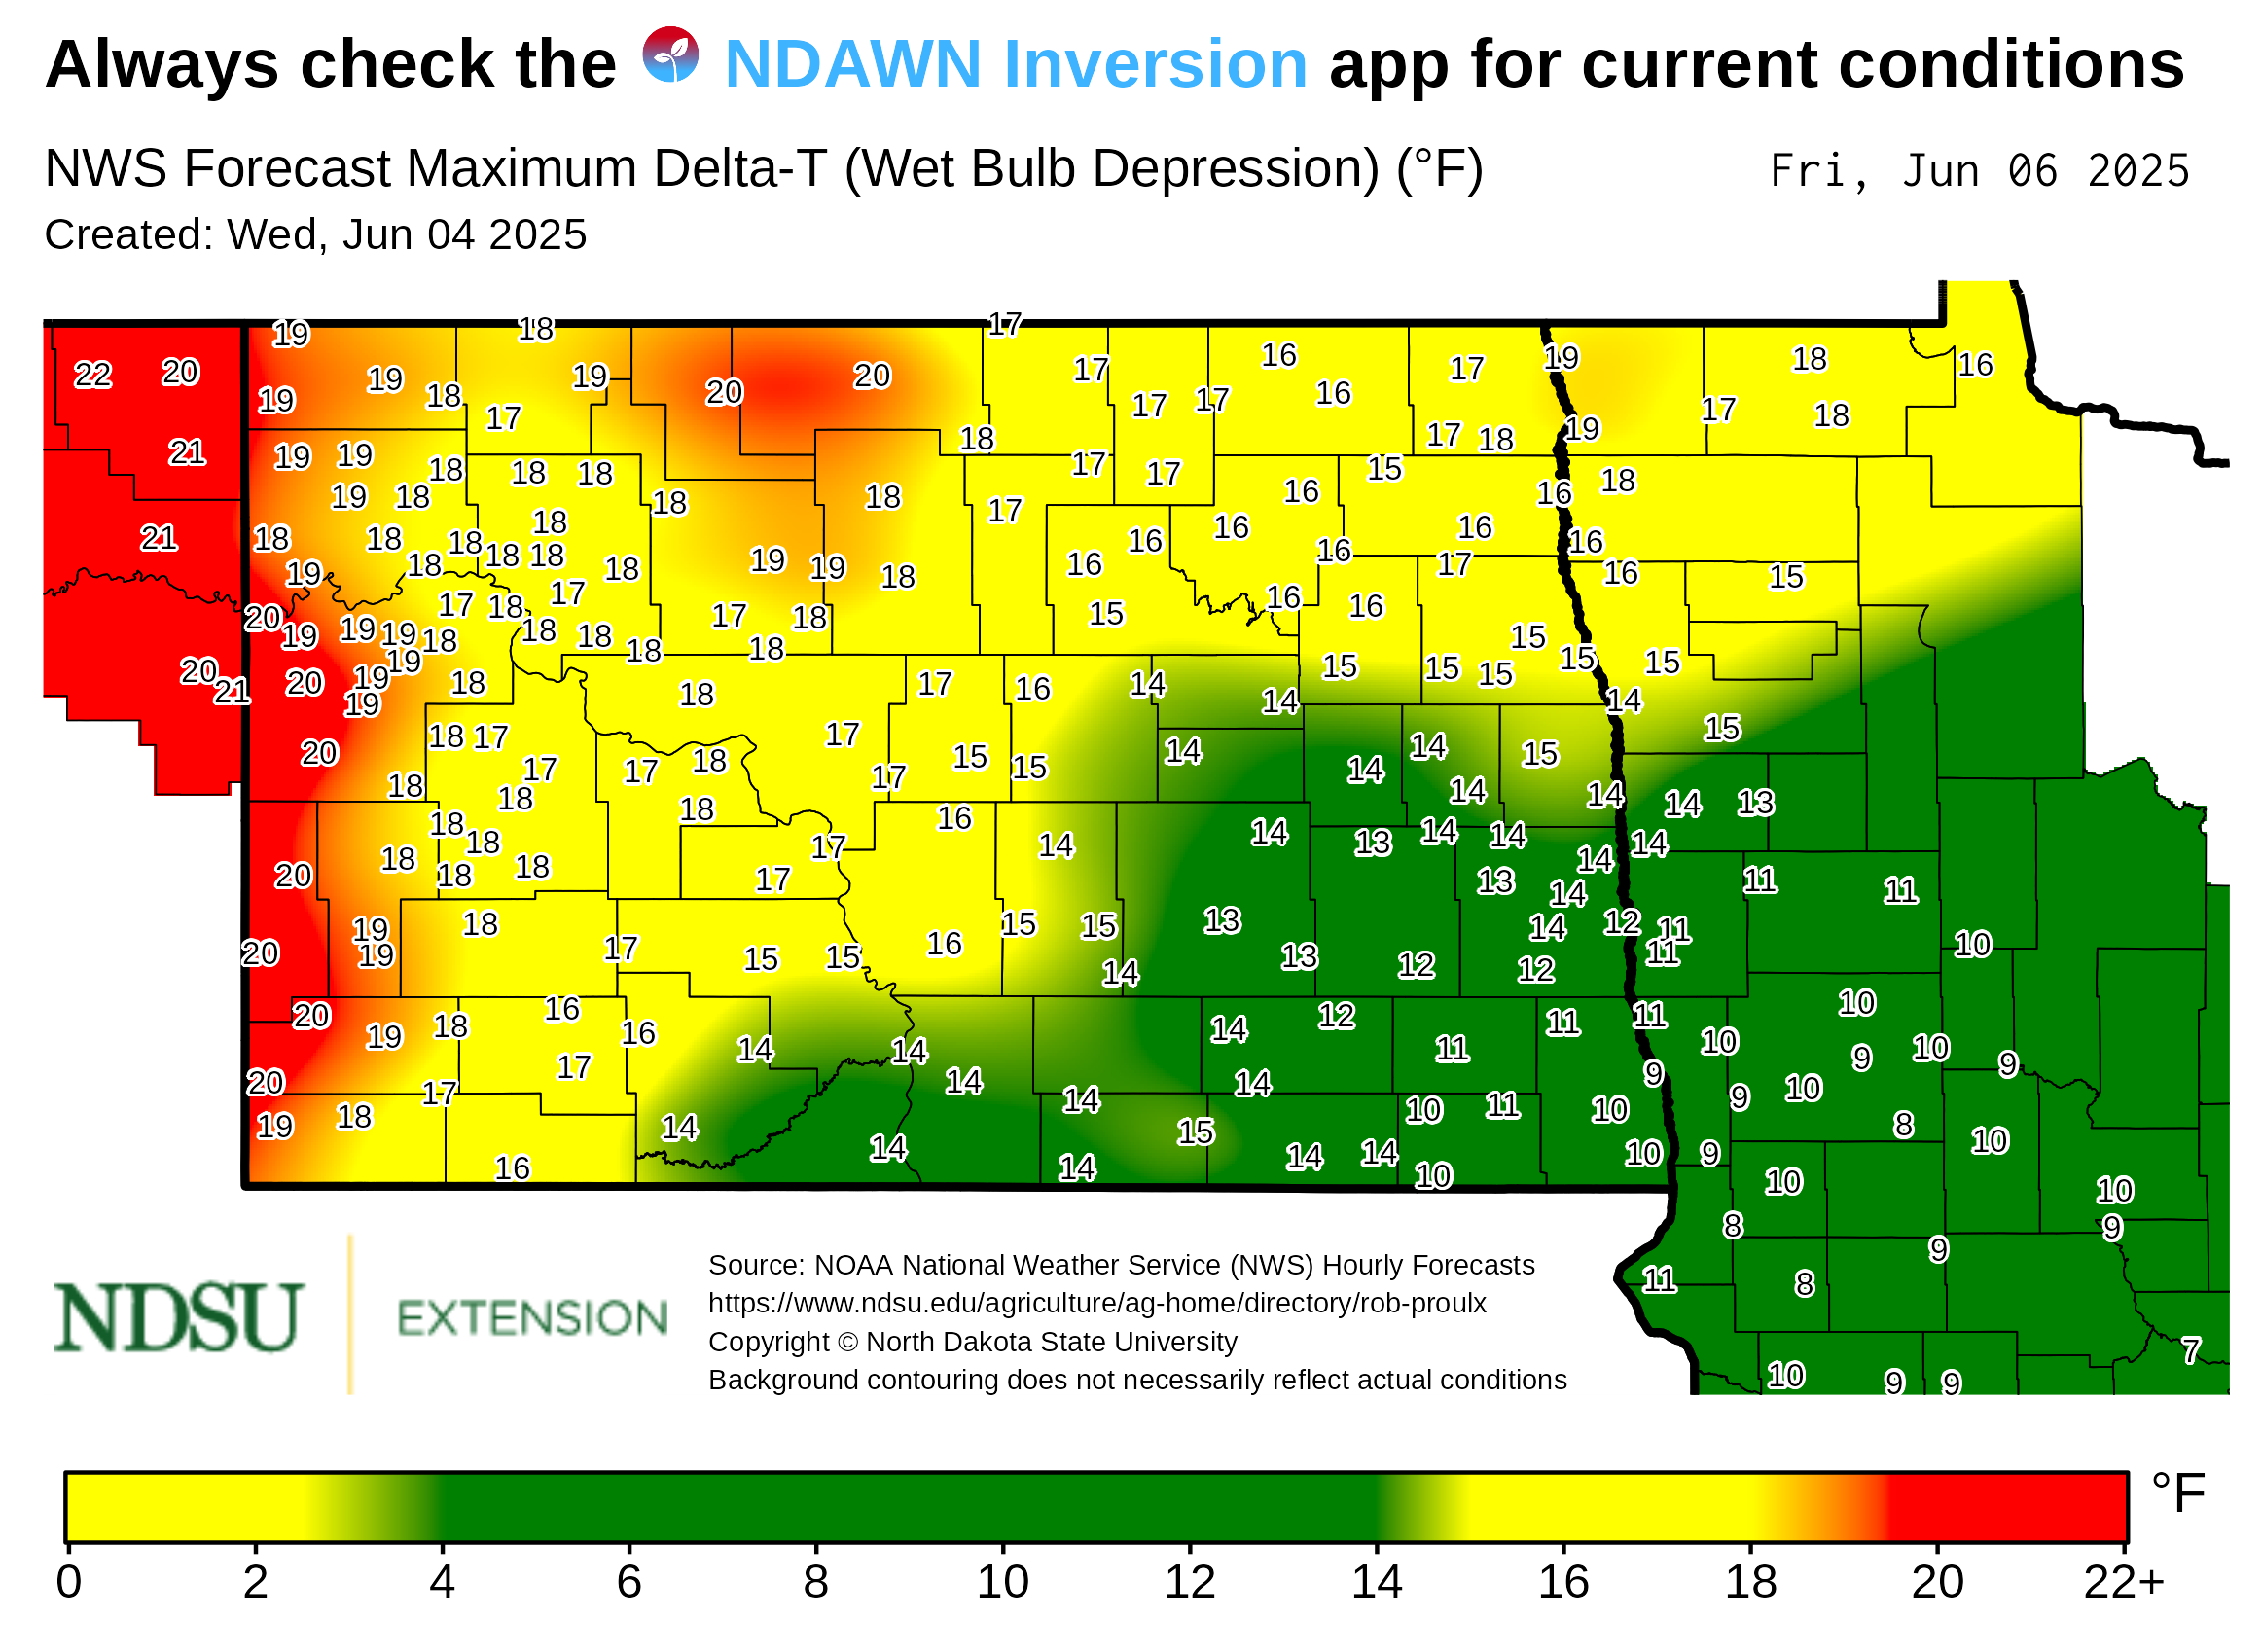 Always check the NDAWN Inversion app for current conditions
NWS Forecast Maximum Delta-T (Wet Bulb Depression) (°F) Fri, Jun 06 2025
Created: Wed, Jun 04 2025
19 18 17
22 20 19 18 19 20 20 17 16 17 19 18 16
19 18 17 17 17 16 17 18
21 19 19 18 18 18 18 17 17 17 18 19 15
19 18 18 18 17 16 16 18
21 18 18 18 18 18 18 16 16 16 16
19 18 18 19 19 18 16 16 17 16 15
20 17 18 17 17 18 15 16 16
19 19 19 18 18 18 18 18 15 15 15
20 21 20 19 19 18 18 17 16 14 15 15 15
19 14 14
20 18 17 17 15
18 17 17 18 17 15 15 14 14 14 15
18 18 16 14 14 14 13
18 18 17 14 14 13 14 14 14
20 18 18 18 17 13 14 11 11
19 18 15 15 13 14 14 12 11
20 19 17 15 15 16 14 13 12 12 11 10
20 19 18 16 16 14 12 11 11 10 10
17 14 14 11 10 9 10 9
20 17 14 14 14 9 9 10
19 18 14 15 10 11 10 8
16 14 14 14 14 10 10 9 10
10 10
8 9
11 8 9
7
10 9 9
NDSU EXTENSION
Source: NOAA National Weather Service (NWS) Hourly Forecasts
https://www.ndsu.edu/agriculture/ag-home/directory/rob-proulx
Copyright © North Dakota State University
Background contouring does not necessarily reflect actual conditions
°F
0 2 4 6 8 10 12 14 16 18 20 22+